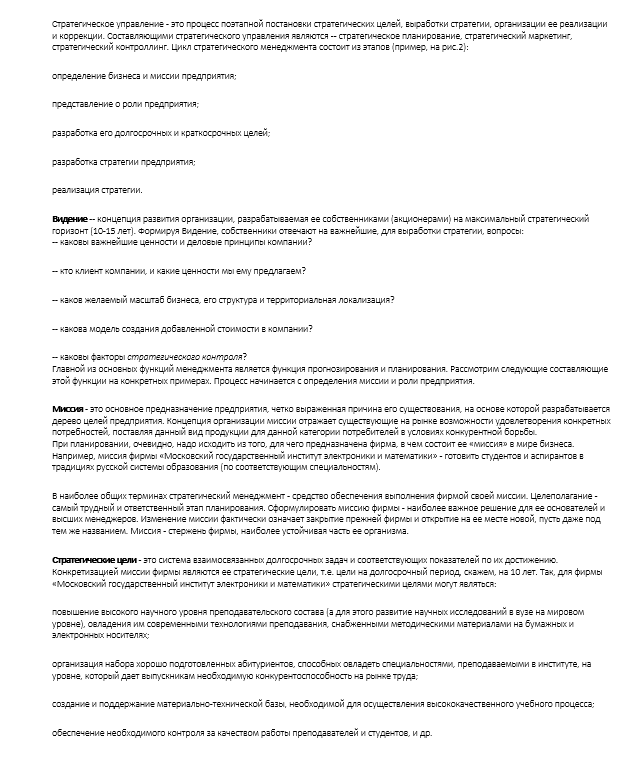 Стратегическое управление - это процесс поэтапной постановки стратегических целей, выработки стратегии, организации ее реализации
и коррекции. Составляющими стратегического управления являются -- стратегическое планирование, стратегический маркетинг,
стратегический контроллинг. Цикл стратегического менеджмента состоит из этапов (пример, на рис.2):
определение бизнеса и миссии предприятия;
представление о роли предприятия;
разработка его долгосрочных и краткосрочных целей;
разработка стратегии предприятия;
реализация стратегии.
Видение -- концепция развития организации, разрабатываемая ее собственниками (акционерами) на максимальный стратегический
горизонт (10-15 лет). Формируя Видение, собственники отвечают на важнейшие, для выработки стратегии, вопросы:
-- каковы важнейшие ценности и деловые принципы компании?
-- кто клиент компании, и какие ценности мы ему предлагаем?
-- каков желаемый масштаб бизнеса, его структура и территориальная локализация?
-- какова модель создания добавленной стоимости в компании?
-- каковы факторы стратегического контроля?
Главной из основных функций менеджмента является функция прогнозирования и планирования. Рассмотрим следующие составляющие
этой функции на конкретных примерах. Процесс начинается с определения миссии и роли предприятия.
Миссия - это основное предназначение предприятия, четко выраженная причина его существования, на основе которой разрабатывается
дерево целей предприятия. Концепция организации миссии отражает существующие на рынке возможности удовлетворения конкретных
потребностей, поставляя данный вид продукции для данной категории потребителей в условиях конкурентной борьбы.
При планировании, очевидно, надо исходить из того, для чего предназначена фирма, в чем состоит ее «миссия» в мире бизнеса.
Например, миссия фирмы «Московский государственный институт электроники и математики» - готовить студентов и аспирантов в
традициях русской системы образования (по соответствующим специальностям).
В наиболее общих терминах стратегический менеджмент - средство обеспечения выполнения фирмой своей миссии. Целеполагание -
самый трудный и ответственный этап планирования. Сформулировать миссию фирмы - наиболее важное решение для ее основателей и
высших менеджеров. Изменение миссии фактически означает закрытие прежней фирмы и открытие на ее месте новой, пусть даже под
тем же названием. Миссия - стержень фирмы, наиболее устойчивая часть ее организма.
Стратегические цели - это система взаимосвязанных долгосрочных задач и соответствующих показателей по их достижению.
Конкретизацией миссии фирмы являются ее стратегические цели, т.е. цели на долгосрочный период, скажем, на 10 лет. Так, для фирмы
«Московский государственный институт электроники и математики» стратегическими целями могут являться:
повышение высокого научного уровня преподавательского состава (а для этого развитие научных исследований в вузе на мировом
уровне), овладения им современными технологиями преподавания, снабженными методическими материалами на бумажных и
электронных носителях;
организация набора хорошо подготовленных абитуриентов, способных овладеть специальностями, преподаваемыми в институте, на
уровне, который дает выпускникам необходимую конкурентоспособность на рынке труда;
создание и поддержание материально-технической базы, необходимой для осуществления высококачественного учебного процесса;
обеспечение необходимого контроля за качеством работы преподавателей и студентов, и др.